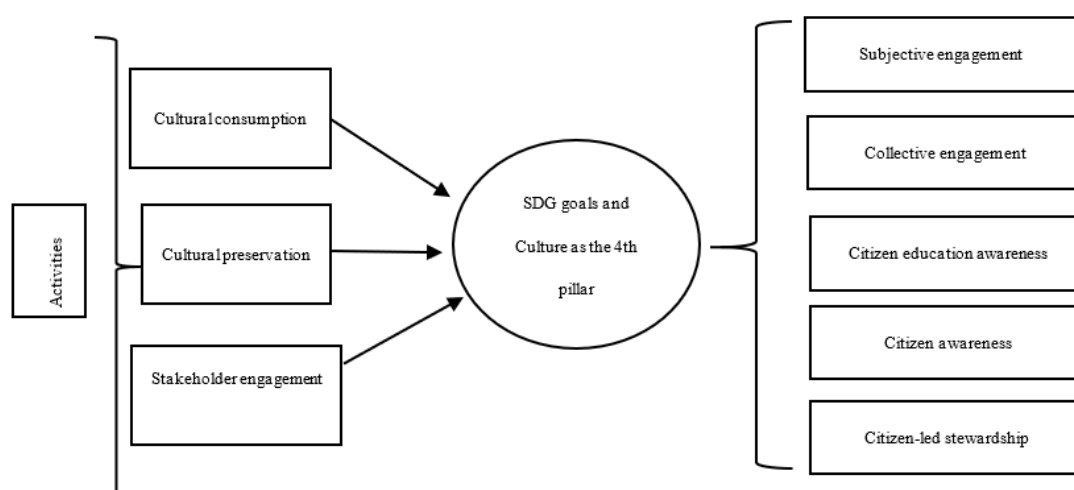 Activities
Cultural consumption
Cultural preservation
Stakeholder engagement
SDG goals and
Culture as the 4th
pillar
Subjective engagement
Collective engagement
Citizen education awareness
Citizen awareness
Citizen-led stewardship